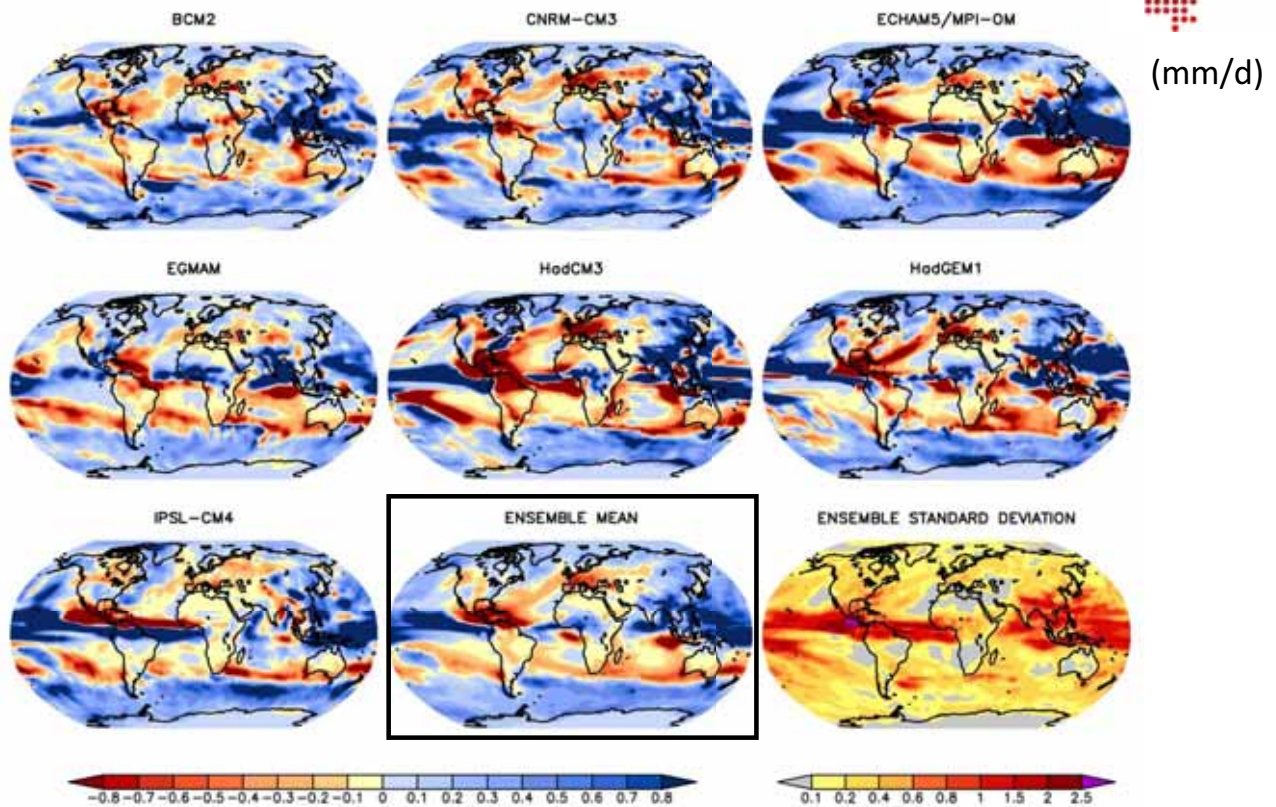 BCM2
CNRM-CM3
ECHAM5/MPI-OM
(mm/d)
EGMAM
HadCM3
HadGEM1
IPSL-CM4
ENSEMBLE MEAN
ENSEMBLE STANDARD DEVIATION
-0.8 -0.7 -0.6 -0.5 -0.4 -0.3 -0.2 -0.1 0 0.1 0.2 0.3 0.4 0.5 0.6 0.7 0.8
0.1 0.2 0.4 0.6 0.8 1 1.5 2 2.5